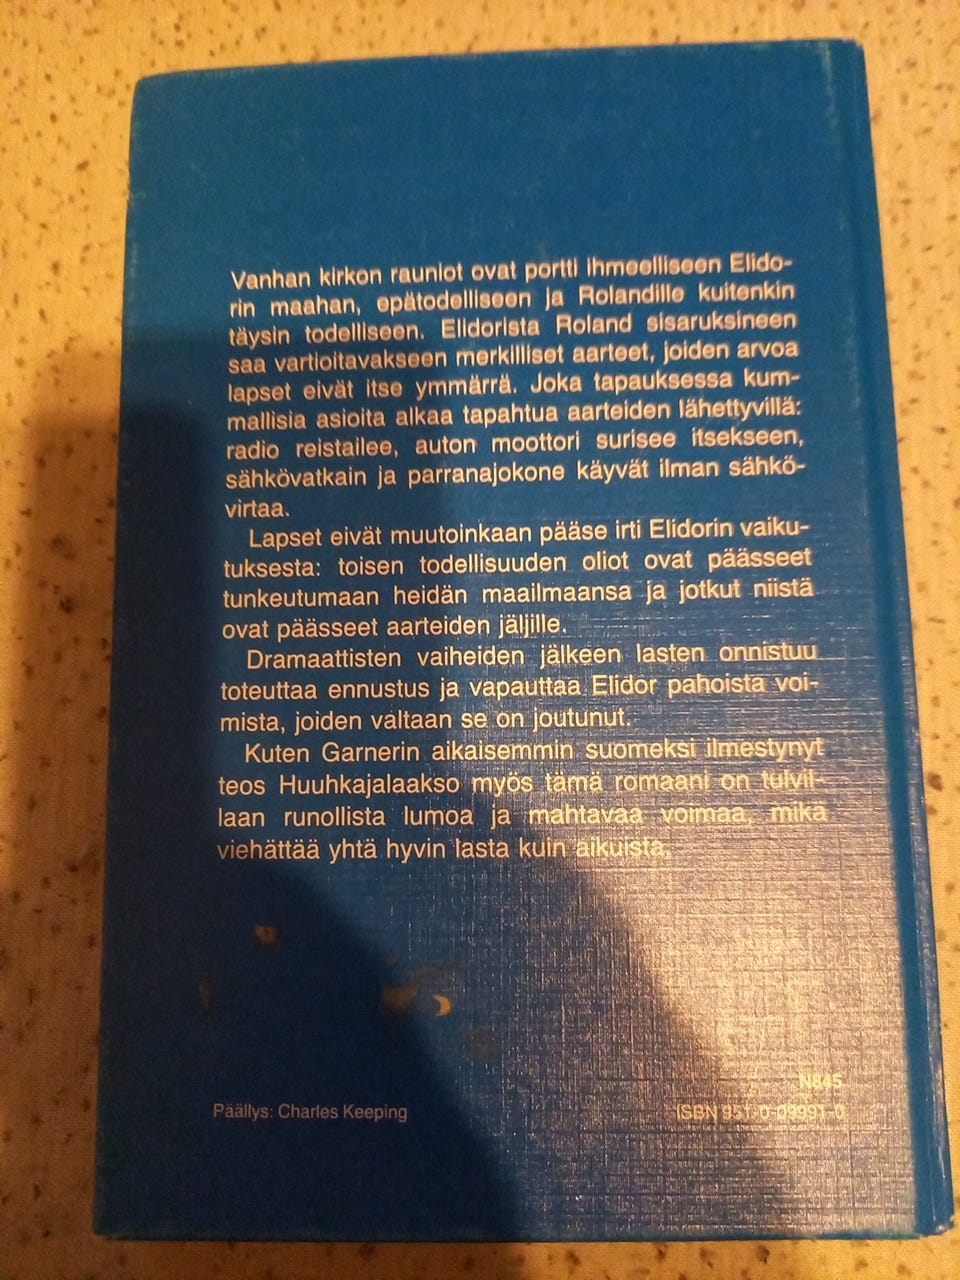 Vanhan kirkon rauniot ovat portti ihmeelliseen Elido-
rin maahan, epätodelliseen ja Rolandille kuitenkin
täysin todelliseen. Elidorista Roland sisaruksineen
saa vartioitavakseen merkilliset aarteet, joiden arvoa
lapset eivät itse ymmärrä. Joka tapauksessa kum-
mallisia asioita alkaa tapahtua aarteiden lähettyvillä:
radio reistailee, auton moottori surisee itsekseen,
sähkövatkain ja parranajokone käyvät ilman sähkö-
virtaa.
Lapset eivät muutoinkaan pääse irti Elidorin vaiku-
tuksesta: toisen todellisuuden oliot ovat päässeet
tunkeutumaan heidän maailmaansa ja jotkut niistä
ovat päässeet aarteiden jäljille.
Dramaattisten vaiheiden jälkeen lasten onnistuu
toteuttaa ennustus ja vapauttaa Elidor pahoista voi-
mista, joiden valtaan se on joutunut.
Kuten Garnerin aikaisemmin suomeksi ilmestynyt
teos Huuhkajalaakso myös tämä romaani on tulvil-
laan runollista lumoa ja mahtavaa voimaa, mikä
viehättää yhtä hyvin lasta kuin aikuista.
N845
Päällys: Charles Keeping
ISBN 951-0-09991-0